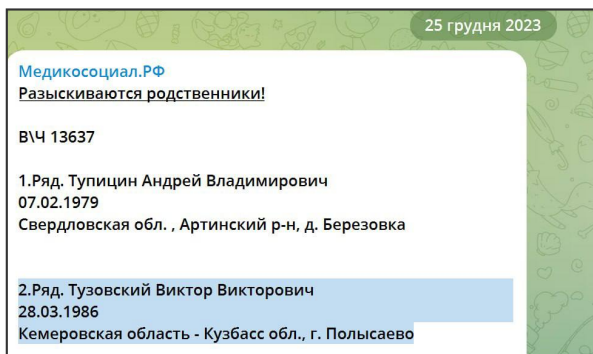 25 грудня 2023
Медикосоциал.РФ
Разыскиваются родственники!
В\Ч 13637
1.Ряд. Тупицин Андрей Владимирович
07.02.1979
Свердловская обл. , Артинский р-н, д. Березовка
2.Ряд. Тузовский Виктор Викторович
28.03.1986
Кемеровская область - Кузбасс обл., г. Полысаево